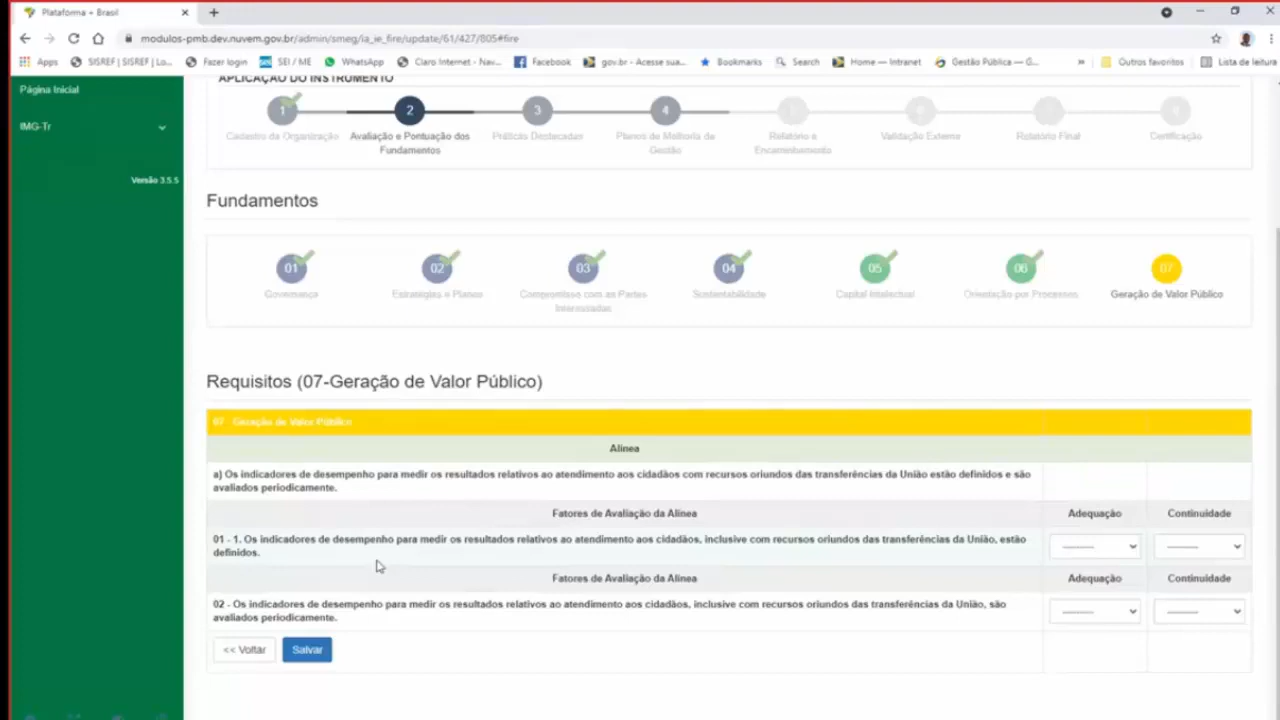 Plataforma + Brasil
modulos-pmb.dev.nuvem.gov.br/admin/smeg/ia_ie_fire/update/61/427/805#fire
Apps SISREF | SISREF | Lo... Fazer login SEI / ME WhatsApp Claro Internet - Nav... Facebook gov.br - Acesse sua... Bookmarks Search Home — Intranet Gestão Pública — G... » Outros favoritos Lista de leitura
Página Inicial
IMG-Tr
Versão 3.5.5
APLICAÇÃO DO INSTRUMENTO
1 2 3 4
Cadastro da Organização Avaliação e Pontuação dos Práticas Destacadas Planos de Melhoria da Relatório e Validação Externa Relatório Final Certificação
Fundamentos Gestão Encaminhamento
Fundamentos
01 02 03 04 05 06 07
Governança Estratégias e Planos Compromisso com as Partes Sustentabilidade Capital Intelectual Orientação por Processos Geração de Valor Público
Interessadas
Requisitos (07-Geração de Valor Público)
07 - Geração de Valor Público
Alínea
a) Os indicadores de desempenho para medir os resultados relativos ao atendimento aos cidadãos com recursos oriundos das transferências da União estão definidos e são
avaliados periodicamente.
Fatores de Avaliação da Alínea Adequação Continuidade
01 - 1. Os indicadores de desempenho para medir os resultados relativos ao atendimento aos cidadãos, inclusive com recursos oriundos das transferências da União, estão
definidos.
---------
---------
Fatores de Avaliação da Alínea Adequação Continuidade
02 - Os indicadores de desempenho para medir os resultados relativos ao atendimento aos cidadãos, inclusive com recursos oriundos das transferências da União, são
avaliados periodicamente.
---------
---------
<< Voltar Salvar